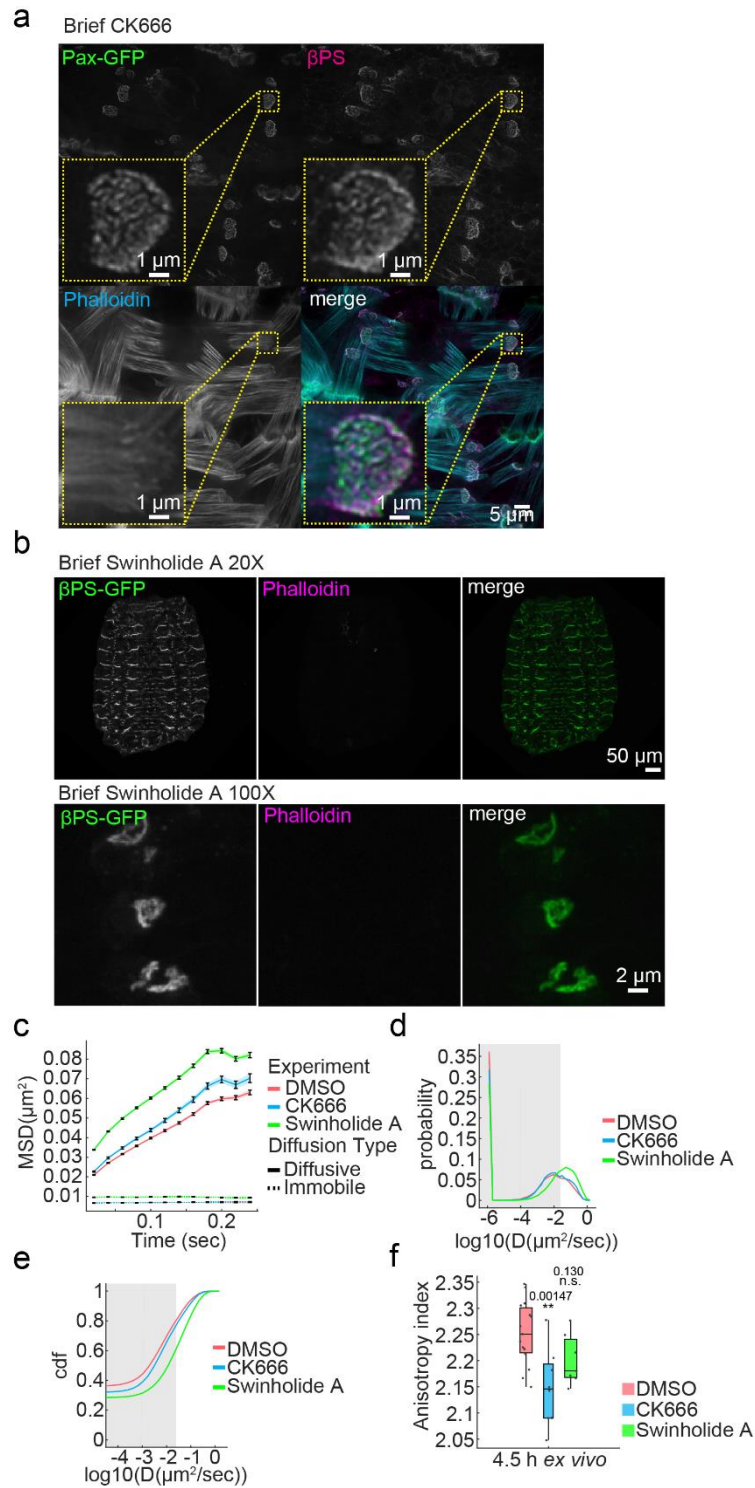 a
Brief CK666
Pax-GFP
βPS
1 µm
1 µm
Phalloidin
merge
1 µm
1 µm
5 µm
b
Brief Swinholide A 20X
βPS-GFP
Phalloidin
merge
50 µm
Brief Swinholide A 100X
βPS-GFP
Phalloidin
merge
2 µm
c
MSD(µm²)
0.08
0.07
0.06
0.05
0.04
0.03
0.02
0.01
0.1
0.2
Time (sec)
Experiment
DMSO
CK666
Swinholide A
Diffusion Type
Diffusive
Immobile
d
probability
0.35
0.3
0.25
0.2
0.15
0.1
0.05
0
-6
-4
-2
0
log10(D(µm²/sec))
DMSO
CK666
Swinholide A
e
cdf
1
0.8
0.6
0.4
0.2
0
-4
-3
-2
-1
0
log10(D(µm²/sec))
DMSO
CK666
Swinholide A
f
Anisotropy index
2.35
2.30
2.25
2.20
2.15
2.10
2.05
0.130
n.s.
0.00147
**
4.5 h ex vivo
DMSO
CK666
Swinholide A